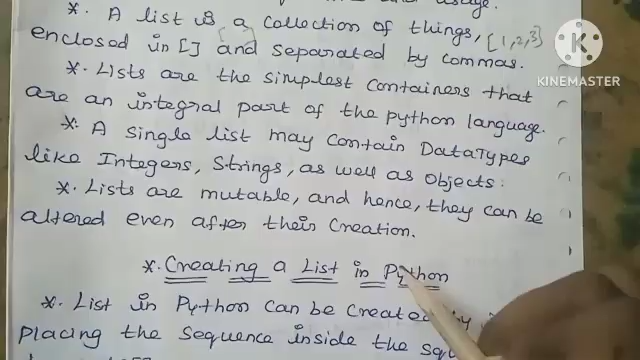 usage.
*. A list is a collection of things, [1,2,3]
enclosed in [ ] and separated by commas.
*. Lists are the simplest containers that
are an integral part of the python language.
*. A single list may contain DataTypes
like Integers, Strings, as well as objects.
*. Lists are mutable, and hence, they can be
altered even after their Creation.
*. Creating a List in Python
*. List in Python can be created by
placing the sequence inside the squ
KINEMASTER